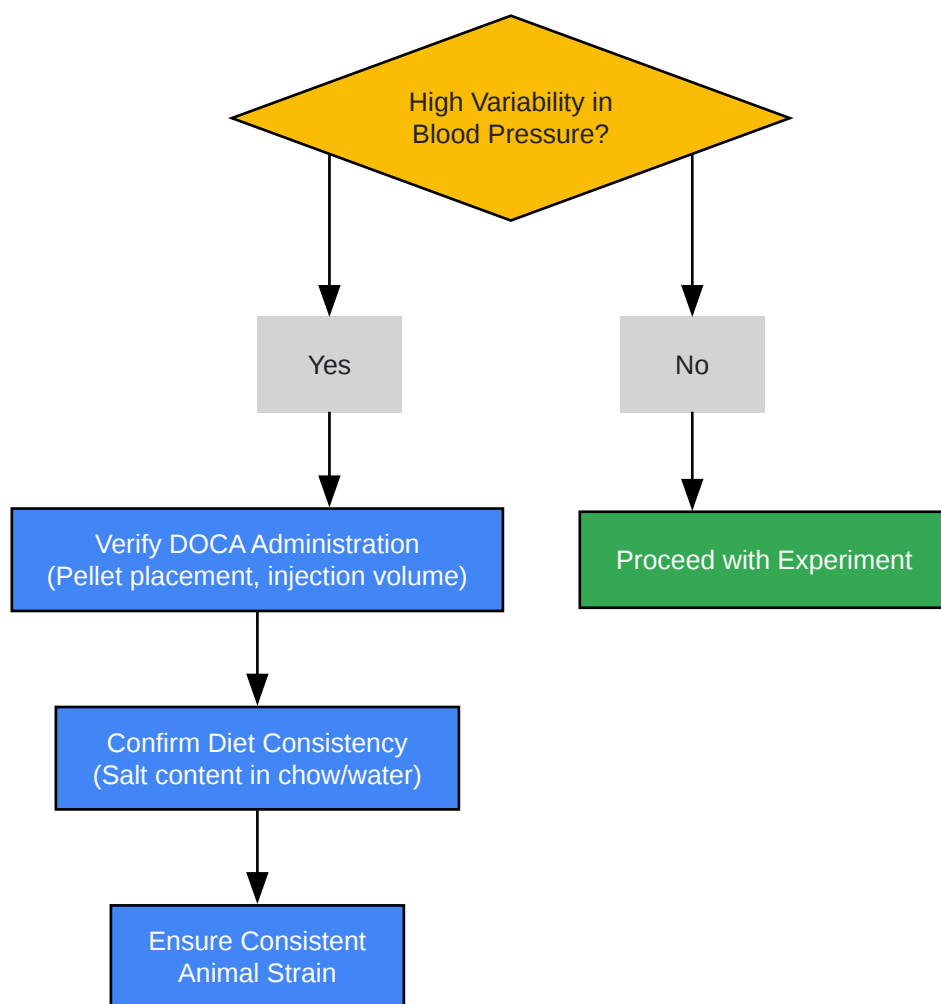 High Variability in
Blood Pressure?
Yes
No
Verify DOCA Administration
(Pellet placement, injection volume)
Proceed with Experiment
Confirm Diet Consistency
(Salt content in chow/water)
Ensure Consistent
Animal Strain